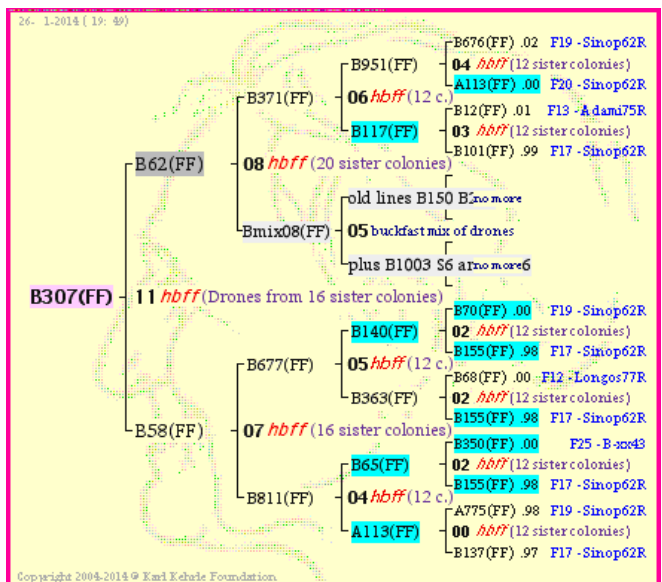 26- 1-2014 ( 19: 49)
B676(FF) .02 F19 -Sinop62R
B951(FF)
04 hbff (12 sister colonies)
A113(FF) .00 F20 -Sinop62R
B371(FF)
06 hbff (12 c.)
B12(FF) .01 F13 -Adami75R
B117(FF)
03 hbff (12 sister colonies)
B101(FF) .99 F17 -Sinop62R
B62(FF)
08 hbff (20 sister colonies)
old lines B150 no more
Bmix08(FF)
05 buckfast mix of drones
plus B1003 S6 no more6
B307(FF)
11 hbff (Drones from 16 sister colonies)
B70(FF) .00 F19 -Sinop62R
B140(FF)
02 hbff (12 sister colonies)
B155(FF) .98 F17 -Sinop62R
B677(FF)
05 hbff (12 c.)
B68(FF) .00 F12 -Longos77R
B363(FF)
02 hbff (12 sister colonies)
B155(FF) .98 F17 -Sinop62R
B58(FF)
07 hbff (16 sister colonies)
B350(FF) .00 F25 -B-xx43
B65(FF)
02 hbff (12 sister colonies)
B155(FF) .98 F17 -Sinop62R
B811(FF)
04 hbff (12 c.)
A775(FF) .98 F19 -Sinop62R
A113(FF)
00 hbff (12 sister colonies)
B137(FF) .97 F17 -Sinop62R
Copyright 2004-2014 @ Karl Kehrle Foundation